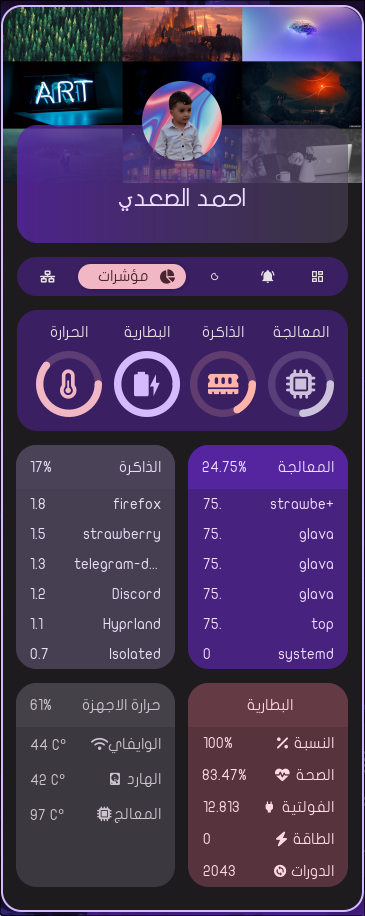 ART
احمد الصعدي
مؤشرات
المعالجة الذاكرة البطارية الحرارة
المعالجة 24.75%
strawbe+ 75.
glava 75.
glava 75.
glava 75.
top 75.
systemd 0
الذاكرة 17%
firefox 1.8
strawberry 1.5
telegram-d... 1.3
Discord 1.2
Hyprland 1.1
Isolated 0.7
البطارية
النسبة 100%
الصحة 83.47%
الفولتية 12.813
الطاقة 0
الدورات 2043
حرارة الاجهزة 61%
الوايفاي 44 C°
الهارد 42 C°
المعالج 97 C°